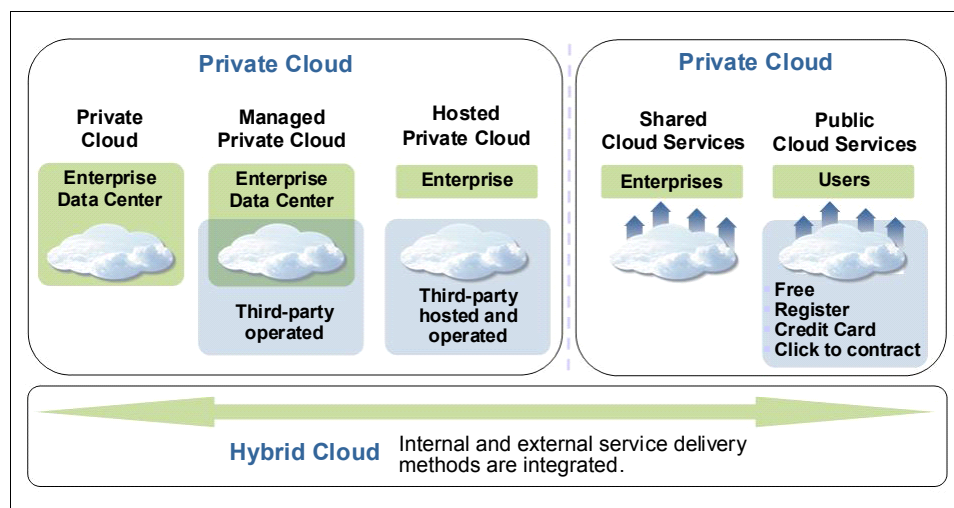 Private Cloud
Private
Cloud
Enterprise
Data Center
Managed
Private Cloud
Enterprise
Data Center
Third-party
operated
Hosted
Private Cloud
Enterprise
Third-party
hosted and
operated
Private Cloud
Shared
Cloud Services
Enterprises
Public
Cloud Services
Users
Free
Register
Credit Card
Click to contract
Hybrid Cloud
Internal and external service delivery
methods are integrated.